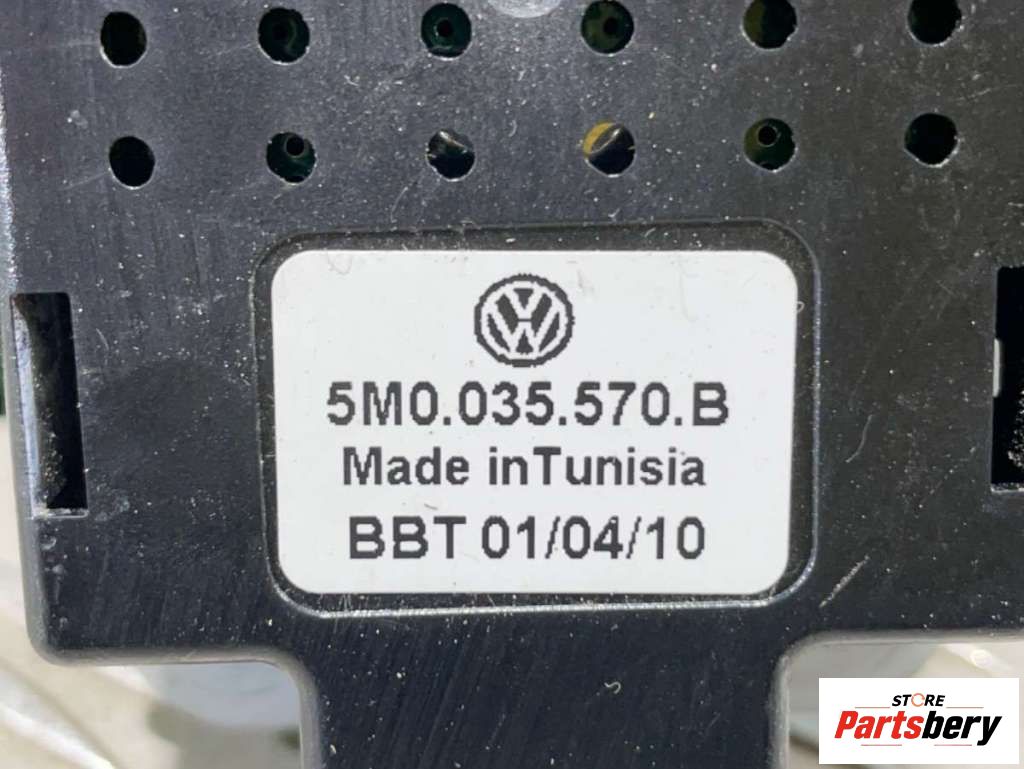 5M0.035.570.B
Made inTunisia
BBT 01/04/10
STORE
Partsbery